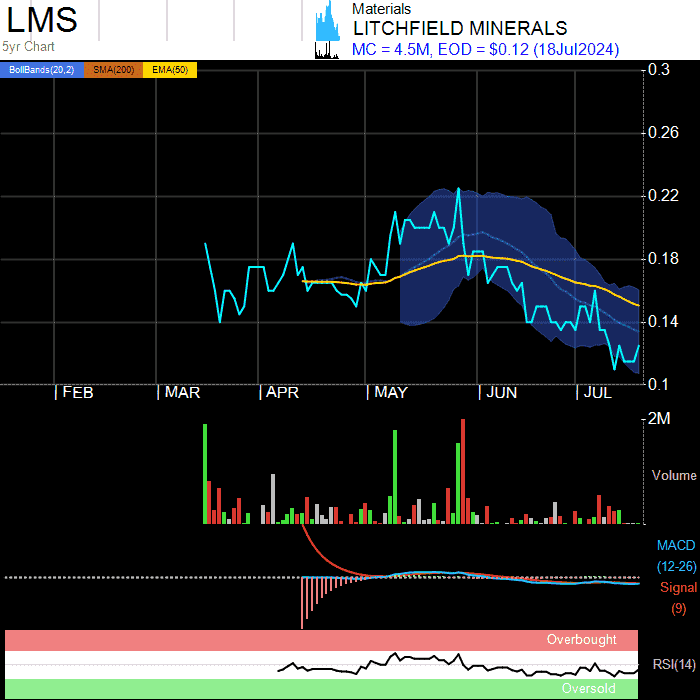 LMS
5yr Chart
Materials
LITCHFIELD MINERALS
MC = 4.5M, EOD = $0.12 (18Jul2024)
BollBands(20,2) SMA(200) EMA(50)
0.3
0.26
0.22
0.18
0.14
0.1
| FEB | MAR | APR | MAY | JUN | JUL
2M
Volume
MACD
(12-26)
Signal
(9)
Overbought
RSI(14)
Oversold